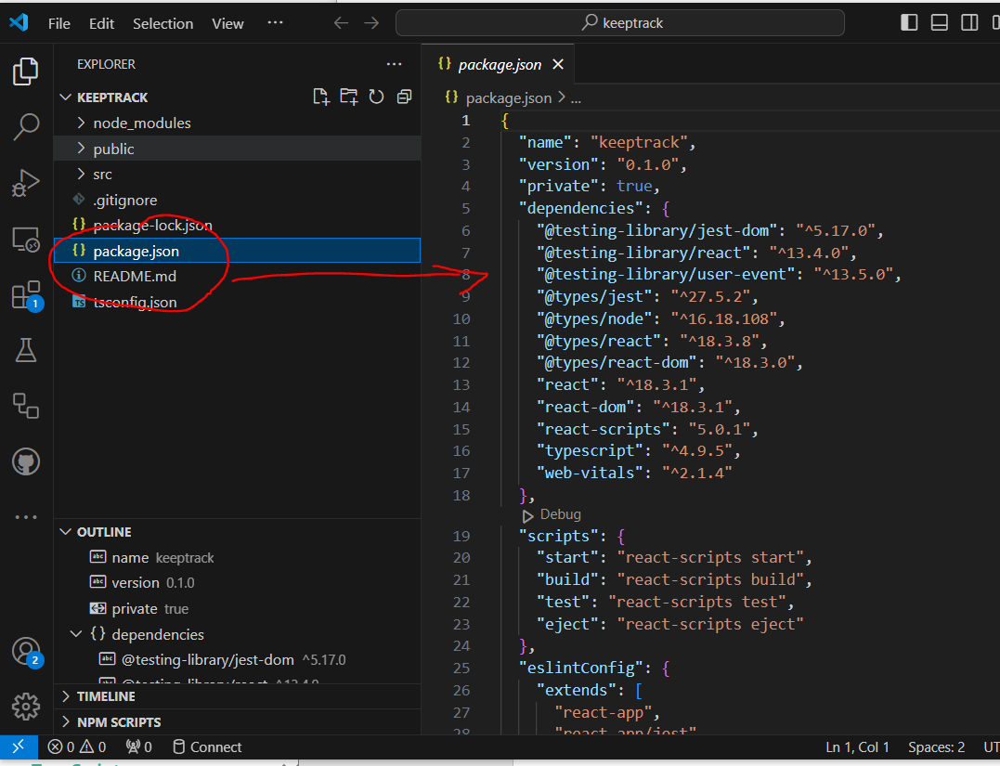 File Edit Selection View ··· keeptrack
EXPLORER ···
KEEPTRACK
node_modules
public
src
.gitignore
package-lock.json
package.json
README.md
TS tsconfig.json
OUTLINE
name keeptrack
version 0.1.0
private true
{} dependencies
@testing-library/jest-dom ^5.17.0
@testing-library/react ^13.4.0
TIMELINE
NPM SCRIPTS
1
2
{} package.json
{} package.json > ...
1 {
2 "name": "keeptrack",
3 "version": "0.1.0",
4 "private": true,
5 "dependencies": {
6 "@testing-library/jest-dom": "^5.17.0",
7 "@testing-library/react": "^13.4.0",
8 "@testing-library/user-event": "^13.5.0",
9 "@types/jest": "^27.5.2",
10 "@types/node": "^16.18.108",
11 "@types/react": "^18.3.8",
12 "@types/react-dom": "^18.3.0",
13 "react": "^18.3.1",
14 "react-dom": "^18.3.1",
15 "react-scripts": "5.0.1",
16 "typescript": "^4.9.5",
17 "web-vitals": "^2.1.4"
18 },
Debug
19 "scripts": {
20 "start": "react-scripts start",
21 "build": "react-scripts build",
22 "test": "react-scripts test",
23 "eject": "react-scripts eject"
24 },
25 "eslintConfig": {
26 "extends": [
27 "react-app",
28 "react-app/jest"
0 0 0 Connect Ln 1, Col 1 Spaces: 2 UT